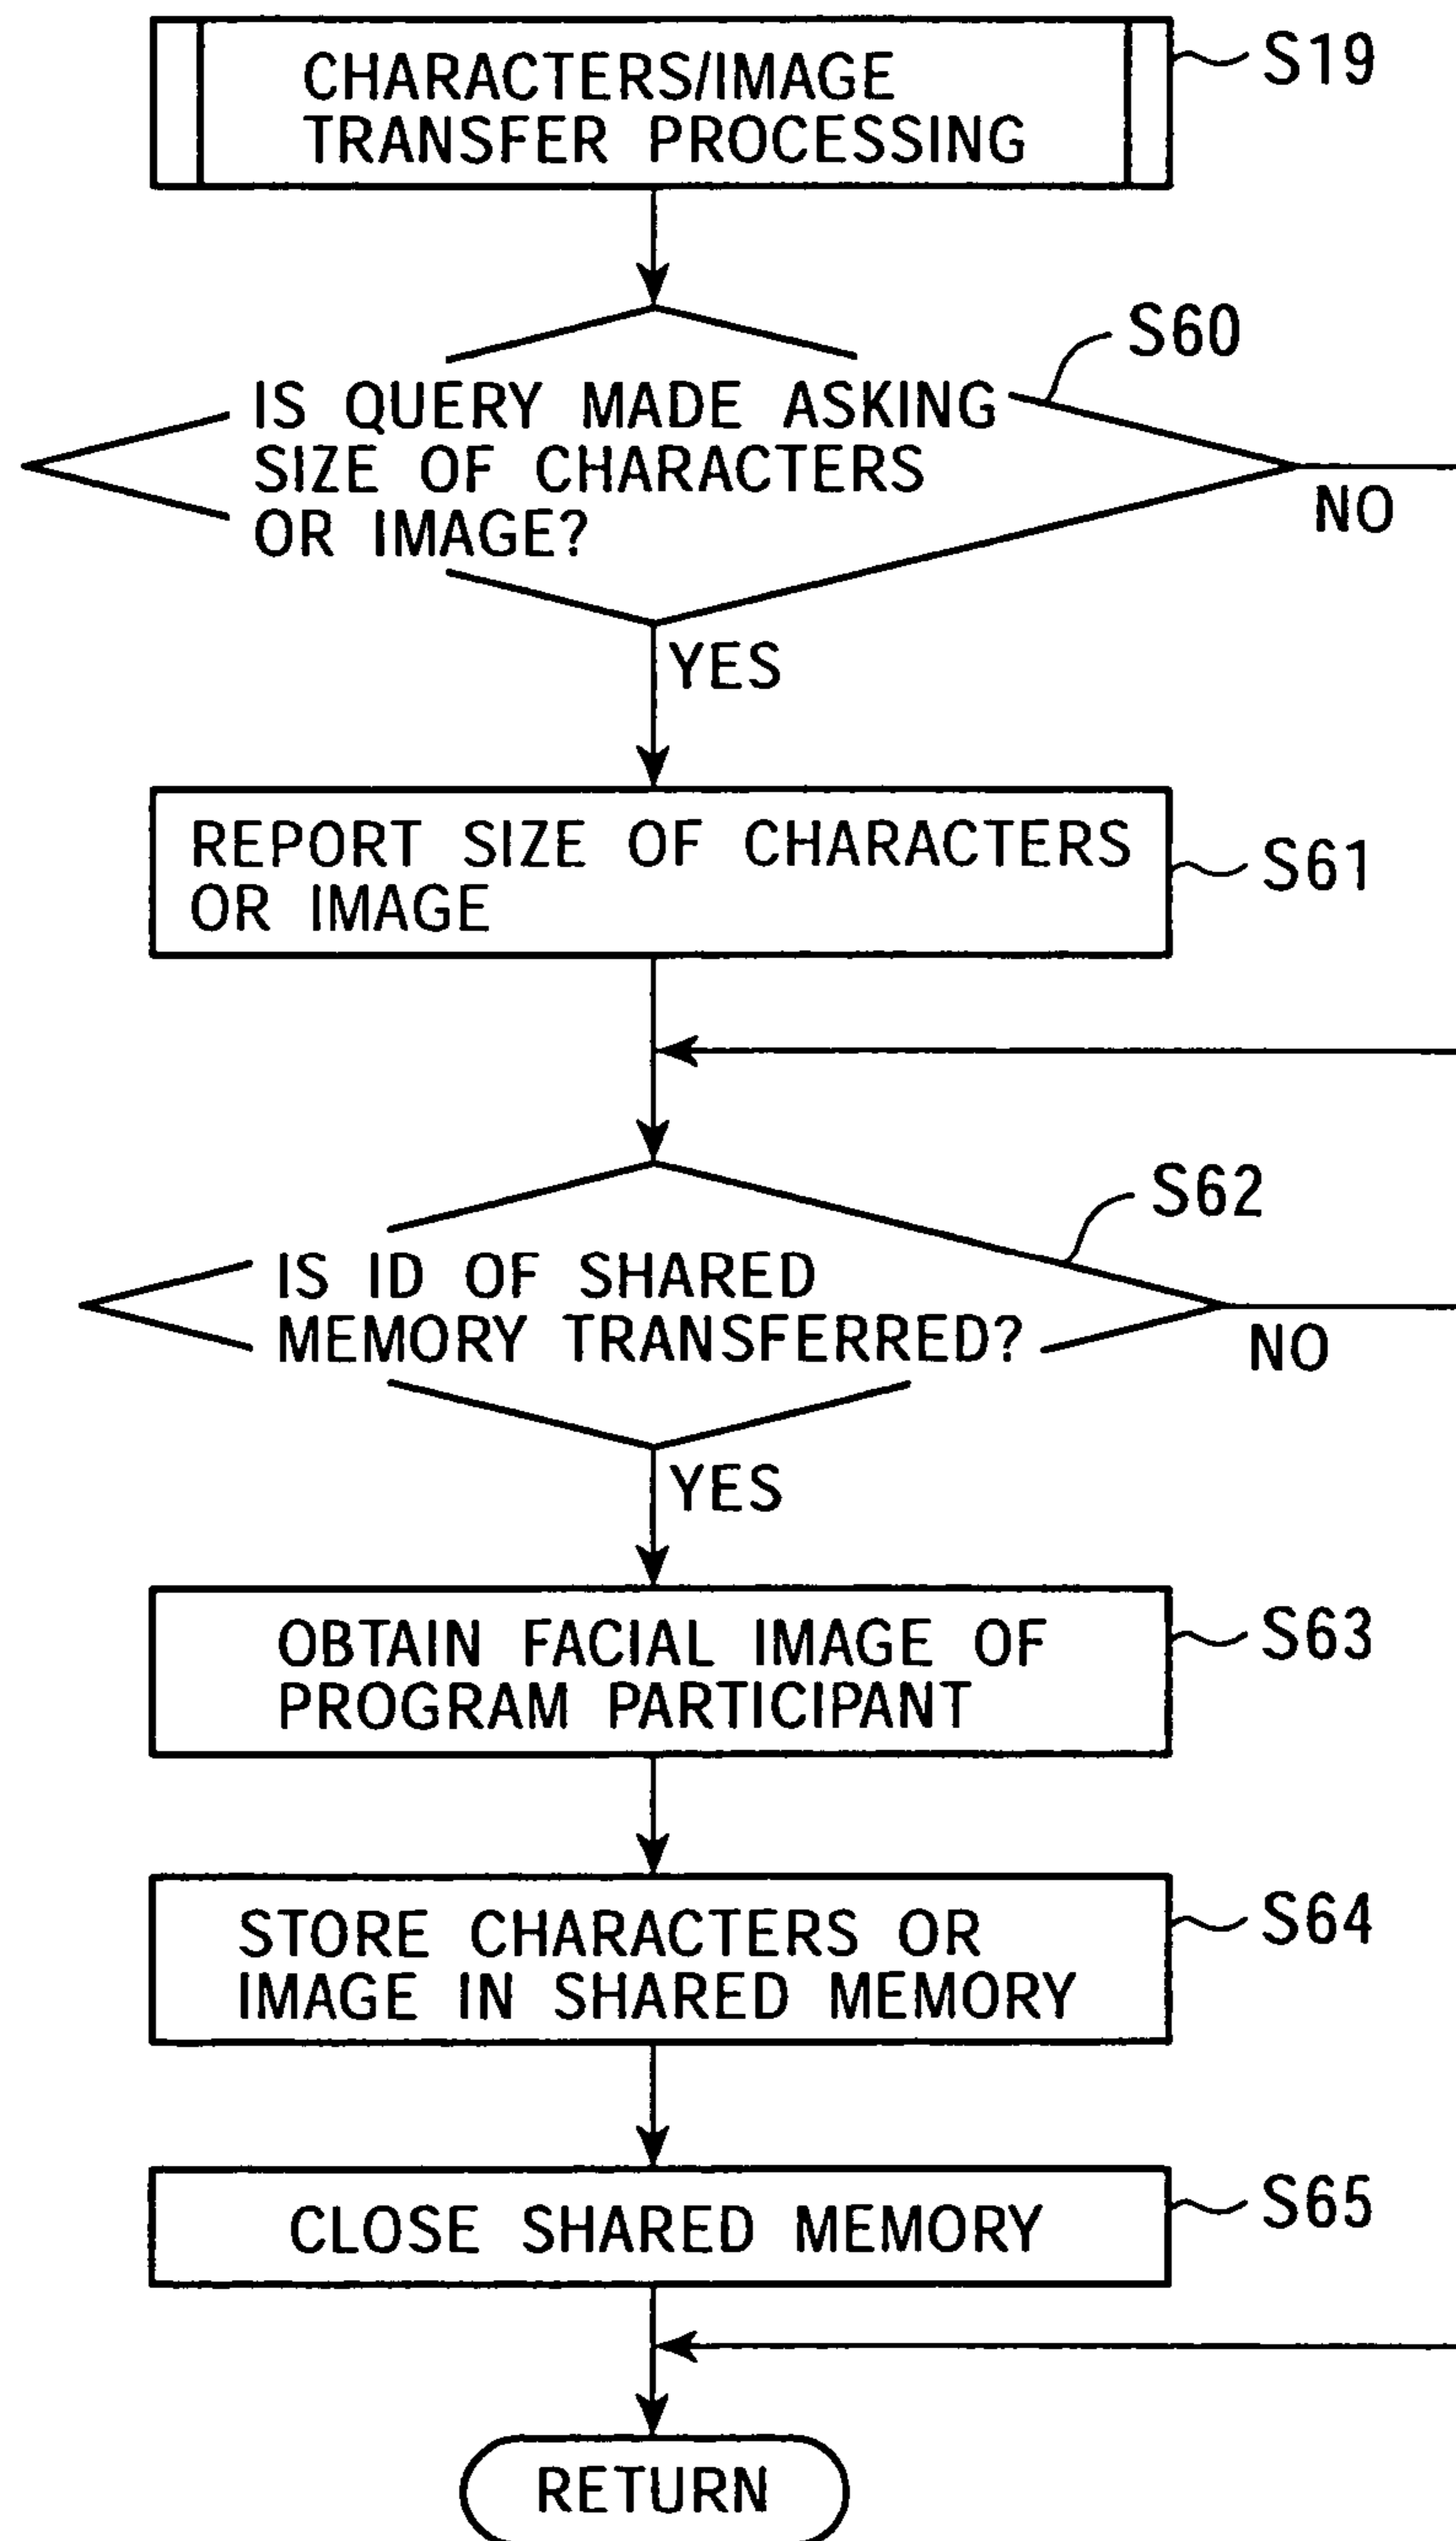 CHARACTERS/IMAGE
TRANSFER PROCESSING
S19
S60
IS QUERY MADE ASKING
SIZE OF CHARACTERS
OR IMAGE?
NO
YES
REPORT SIZE OF CHARACTERS
OR IMAGE
S61
S62
IS ID OF SHARED
MEMORY TRANSFERRED?
NO
YES
OBTAIN FACIAL IMAGE OF
PROGRAM PARTICIPANT
S63
STORE CHARACTERS OR
IMAGE IN SHARED MEMORY
S64
CLOSE SHARED MEMORY
S65
RETURN